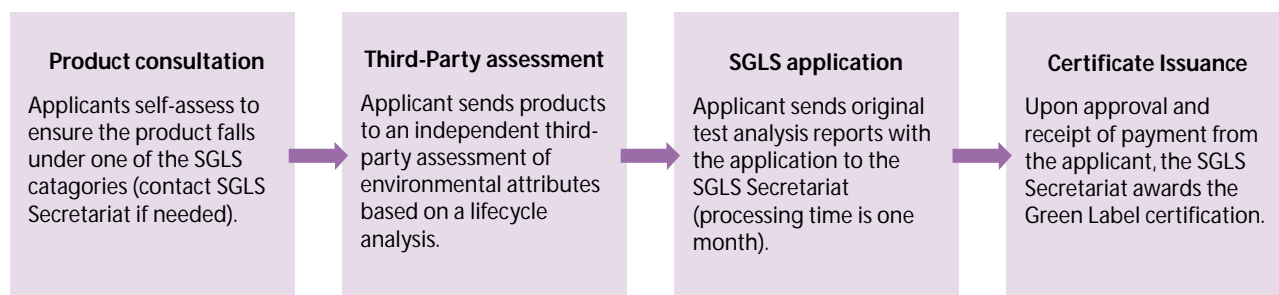 Product consultation
Applicants self-assess to
ensure the product falls
under one of the SGLS
catagories (contact SGLS
Secretariat if needed).
Third-Party assessment
Applicant sends products
to an independent third-
party assessment of
environmental attributes
based on a lifecycle
analysis.
SGLS application
Applicant sends original
test analysis reports with
the application to the
SGLS Secretariat
(processing time is one
month).
Certificate Issuance
Upon approval and
receipt of payment from
the applicant, the SGLS
Secretariat awards the
Green Label certification.